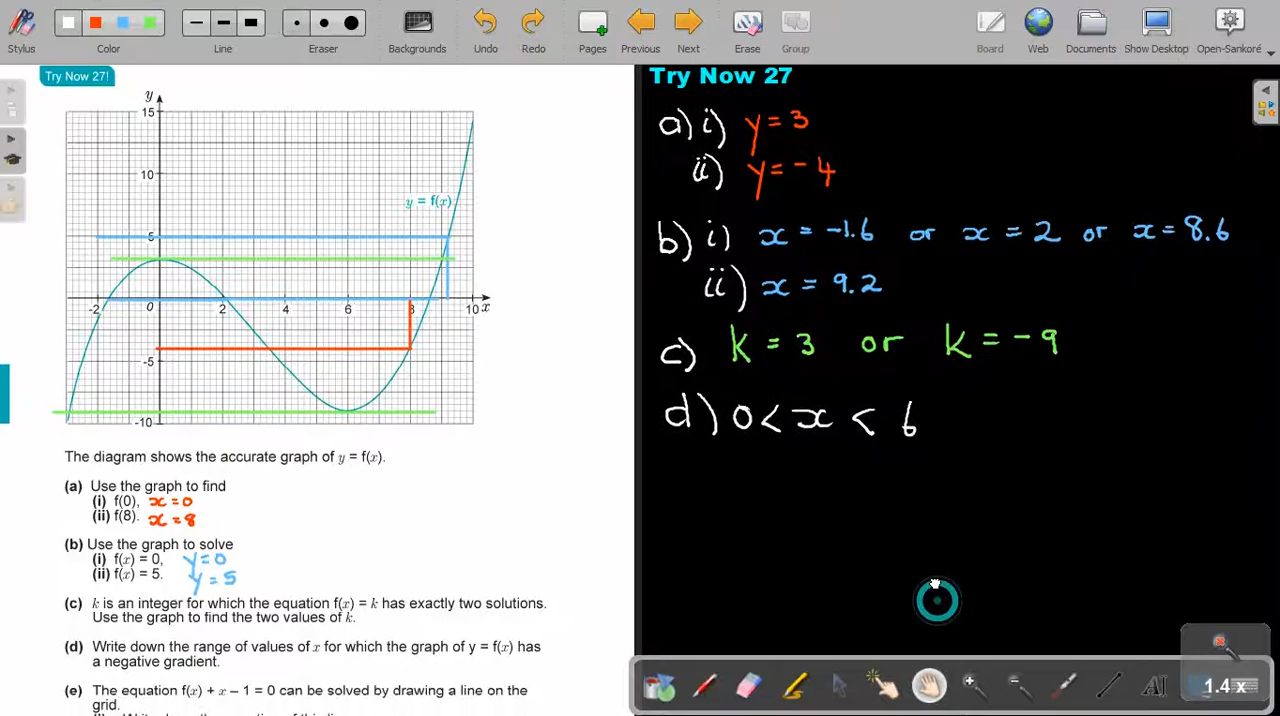 Stylus Color Line Eraser Backgrounds Undo Redo Pages Previous Next Erase Group Board Web Documents Show Desktop Open-Sankoré
Try Now 27!
y
15
10
y = f(x)
5
-2 0 2 4 6 8 10 x
-5
-10
The diagram shows the accurate graph of y = f(x).
(a) Use the graph to find
(i) f(0), x = 0
(ii) f(8). x = 8
(b) Use the graph to solve
(i) f(x) = 0, y = 0
(ii) f(x) = 5. y = 5
(c) k is an integer for which the equation f(x) = k has exactly two solutions.
Use the graph to find the two values of k.
(d) Write down the range of values of x for which the graph of y = f(x) has
a negative gradient.
(e) The equation f(x) + x – 1 = 0 can be solved by drawing a line on the
grid.
Try Now 27
a) i) y = 3
ii) y = -4
b) i) x = -1.6 or x = 2 or x = 8.6
ii) x = 9.2
c) k = 3 or k = -9
d) 0 < x < 6
1.4 x